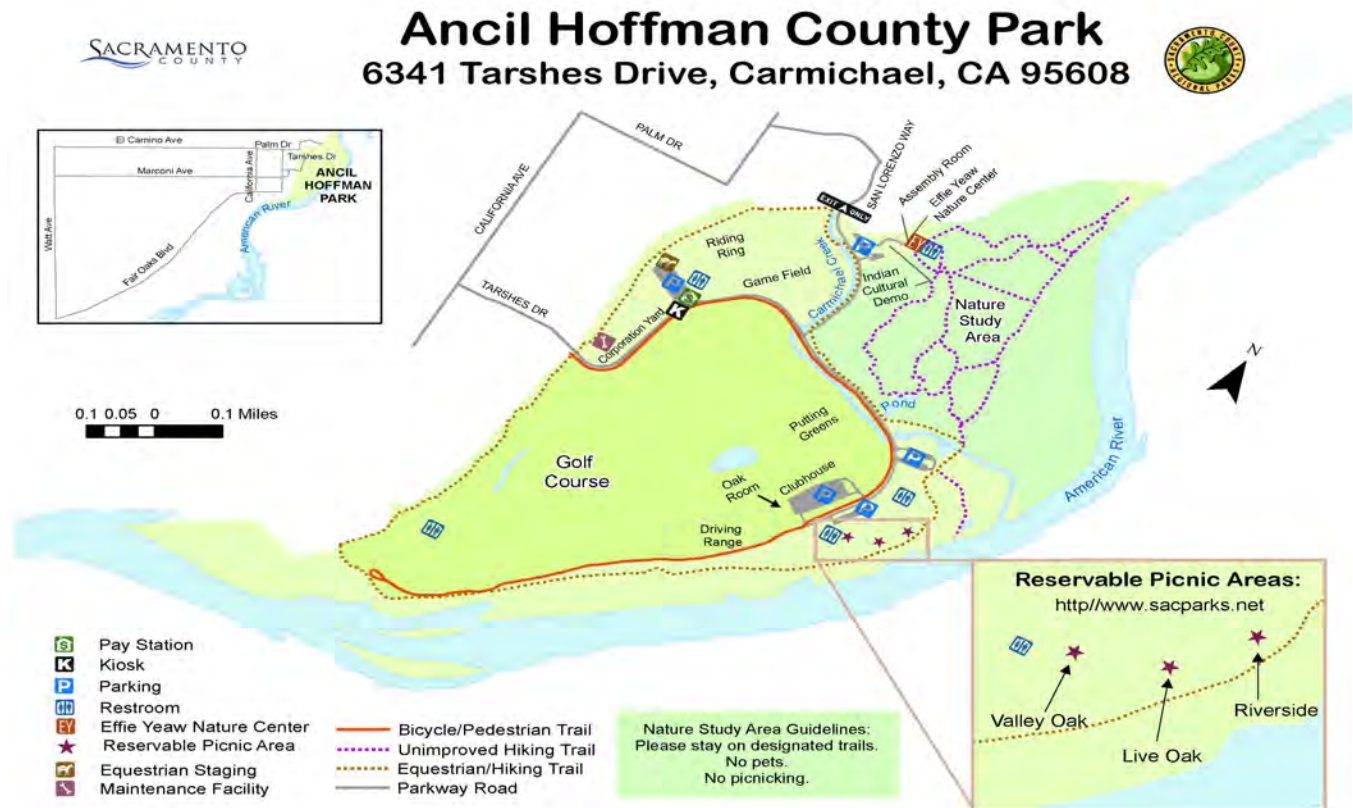 Ancil Hoffman County Park
6341 Tarshes Drive, Carmichael, CA 95608
SACRAMENTO
COUNTY
SACRAMENTO COUNTY
REGIONAL PARKS
El Camino Ave
Palm Dr
Tarshes Dr
Marconi Ave
California Ave
ANCIL
HOFFMAN
PARK
American River
Watt Ave
Fair Oaks Blvd
PALM DR
CALIFORNIA AVE
SAN LORENZO WAY
EXIT ONLY
Assembly Room
Effie Yeaw
Nature Center
P
EY
Riding
Ring
Game Field
Carmichael Creek
Indian
Cultural
Demo
Nature
Study
Area
TARSHES DR
P
S
K
Corporation Yard
N
0.1 0.05 0 0.1 Miles
Pond
Putting
Greens
American River
Golf
Course
Oak
Room
Clubhouse
P
P
P
Driving
Range
Reservable Picnic Areas:
http//www.sacparks.net
Valley Oak
Live Oak
Riverside
S Pay Station
K Kiosk
P Parking
Restroom
EY Effie Yeaw Nature Center
Reservable Picnic Area
Equestrian Staging
Maintenance Facility
Bicycle/Pedestrian Trail
Unimproved Hiking Trail
Equestrian/Hiking Trail
Parkway Road
Nature Study Area Guidelines:
Please stay on designated trails.
No pets.
No picnicking.